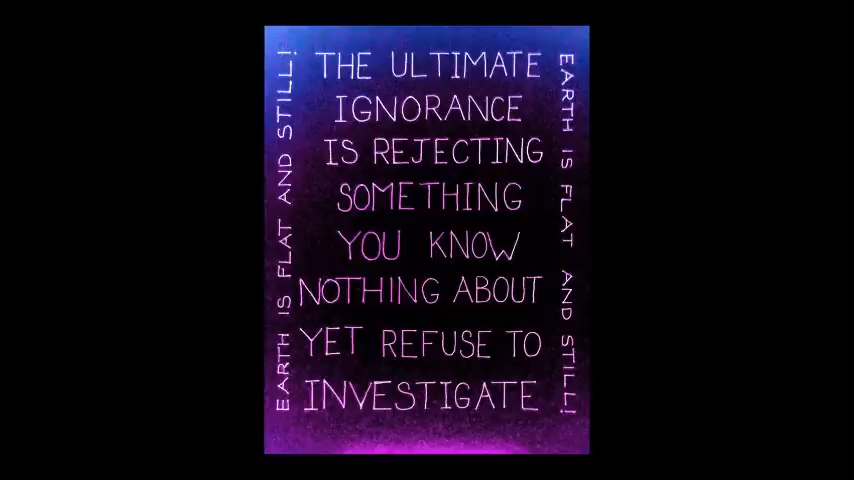 THE ULTIMATE
IGNORANCE
IS REJECTING
SOMETHING
YOU KNOW
NOTHING ABOUT
YET REFUSE TO
INVESTIGATE
EARTH IS FLAT AND STILL!
EARTH IS FLAT AND STILL!